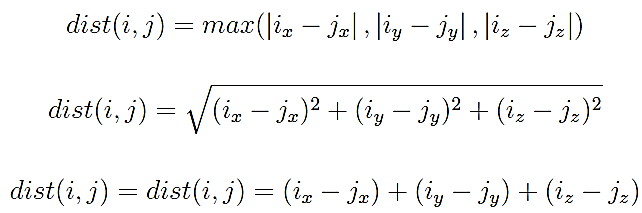 dist(i, j) = max(|i_x − j_x| , |i_y − j_y| , |i_z − j_z|)
dist(i, j) = √((i_x − j_x)² + (i_y − j_y)² + (i_z − j_z)²)
dist(i, j) = dist(i, j) = (i_x − j_x) + (i_y − j_y) + (i_z − j_z)